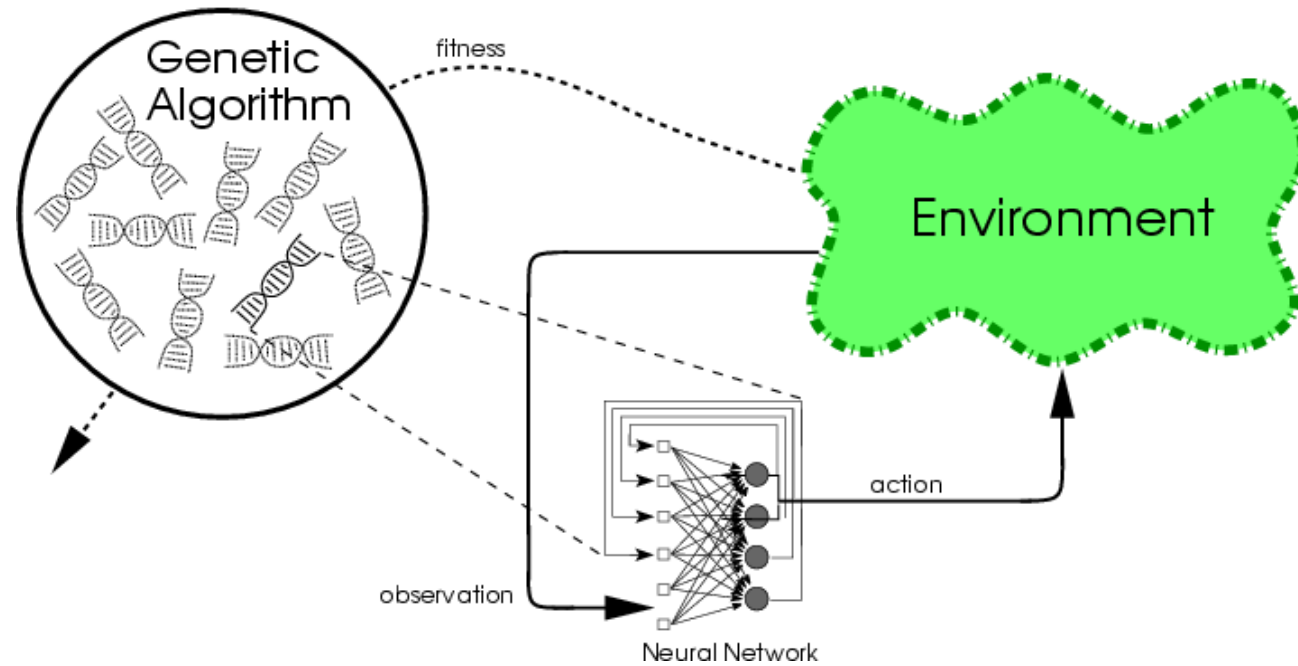 Genetic
Algorithm
fitness
Environment
action
observation
Neural Network